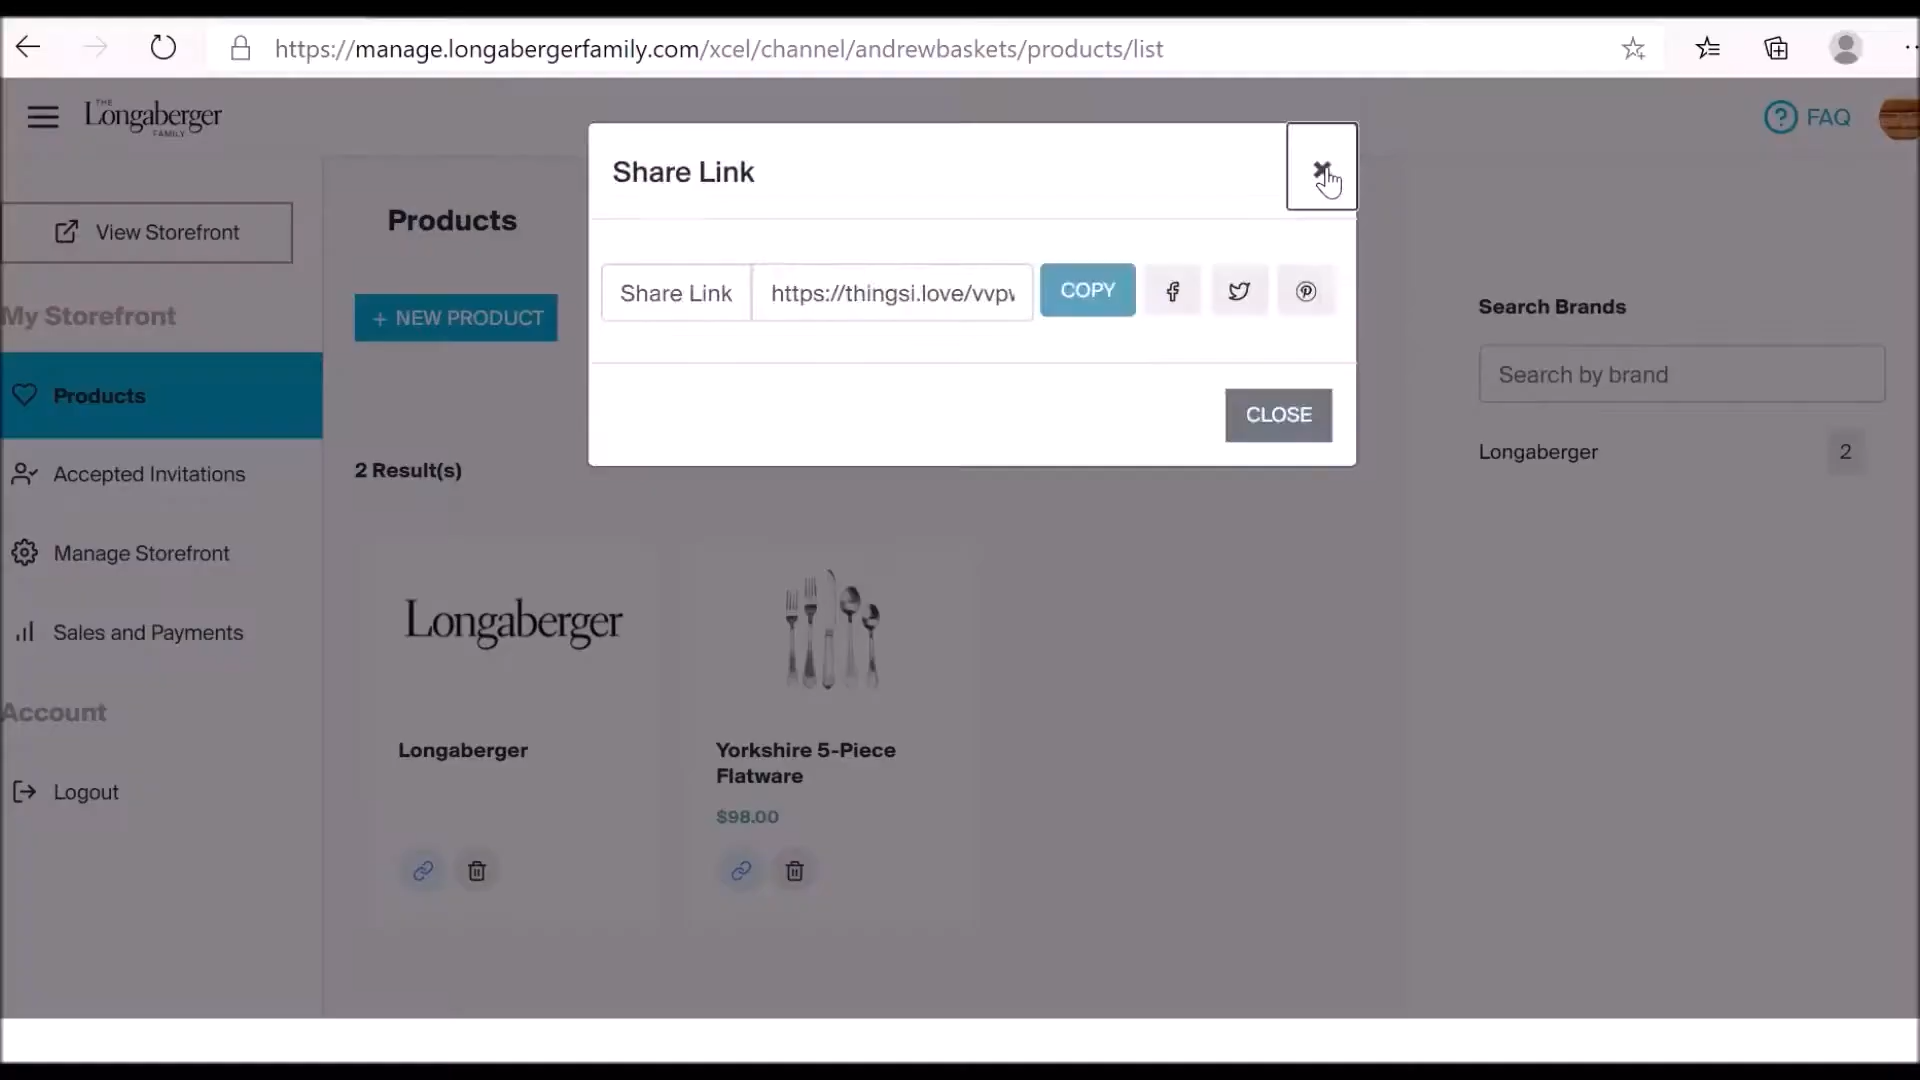 https://manage.longabergerfamily.com/xcel/channel/andrewbaskets/products/list
THE
Longaberger
FAMILY
FAQ
View Storefront
My Storefront
Products
Accepted Invitations
Manage Storefront
Sales and Payments
Account
Logout
Products
+ NEW PRODUCT
2 Result(s)
Share Link
Share Link
https://thingsi.love/vvpv
COPY
CLOSE
Longaberger
Longaberger
Yorkshire 5-Piece
Flatware
$98.00
Search Brands
Search by brand
Longaberger
2